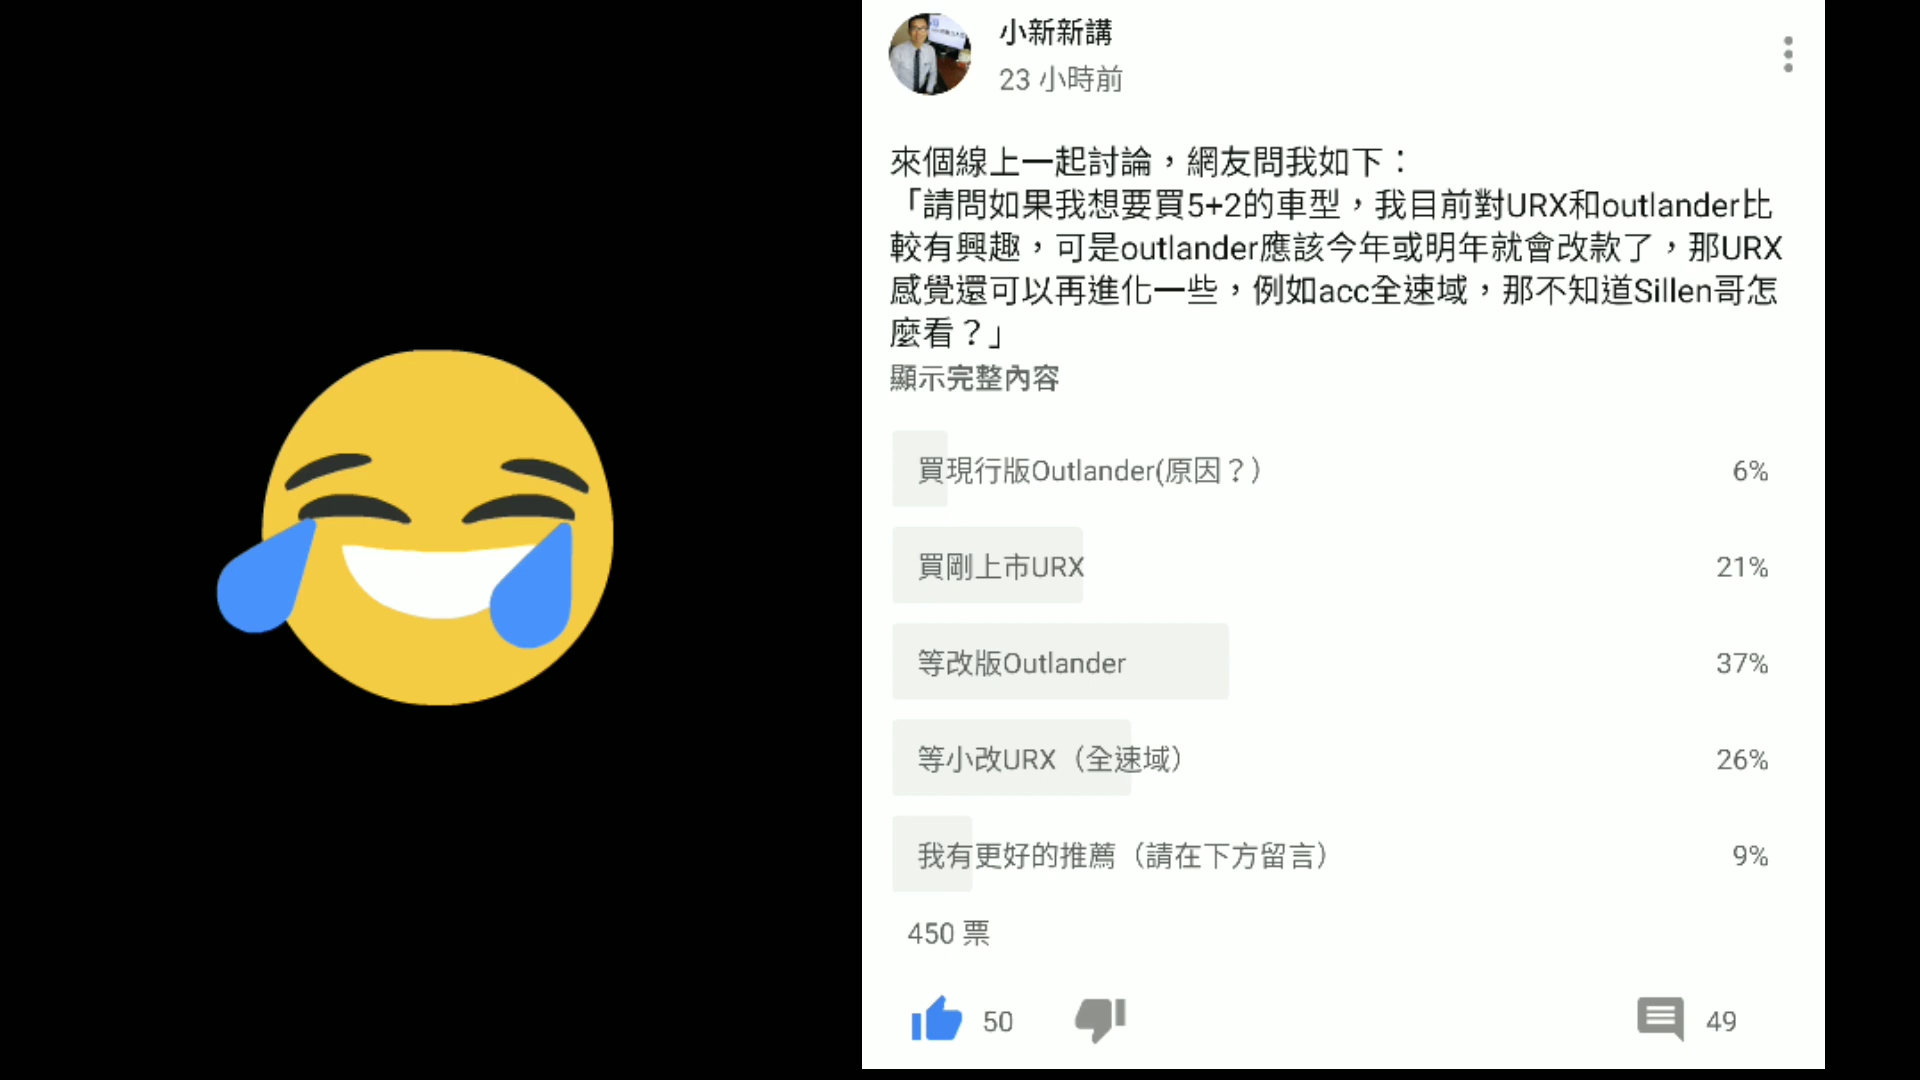 小新新講
23 小時前
來個線上一起討論，網友問我如下：
「請問如果我想要買5+2的車型，我目前對URX和outlander比
較有興趣，可是outlander應該今年或明年就會改款了，那URX
感覺還可以再進化一些，例如acc全速域，那不知道Sillen哥怎
麼看？」
顯示完整內容
買現行版Outlander(原因？）
6%
買剛上市URX
21%
等改版Outlander
37%
等小改URX（全速域）
26%
我有更好的推薦（請在下方留言）
9%
450 票
50
49